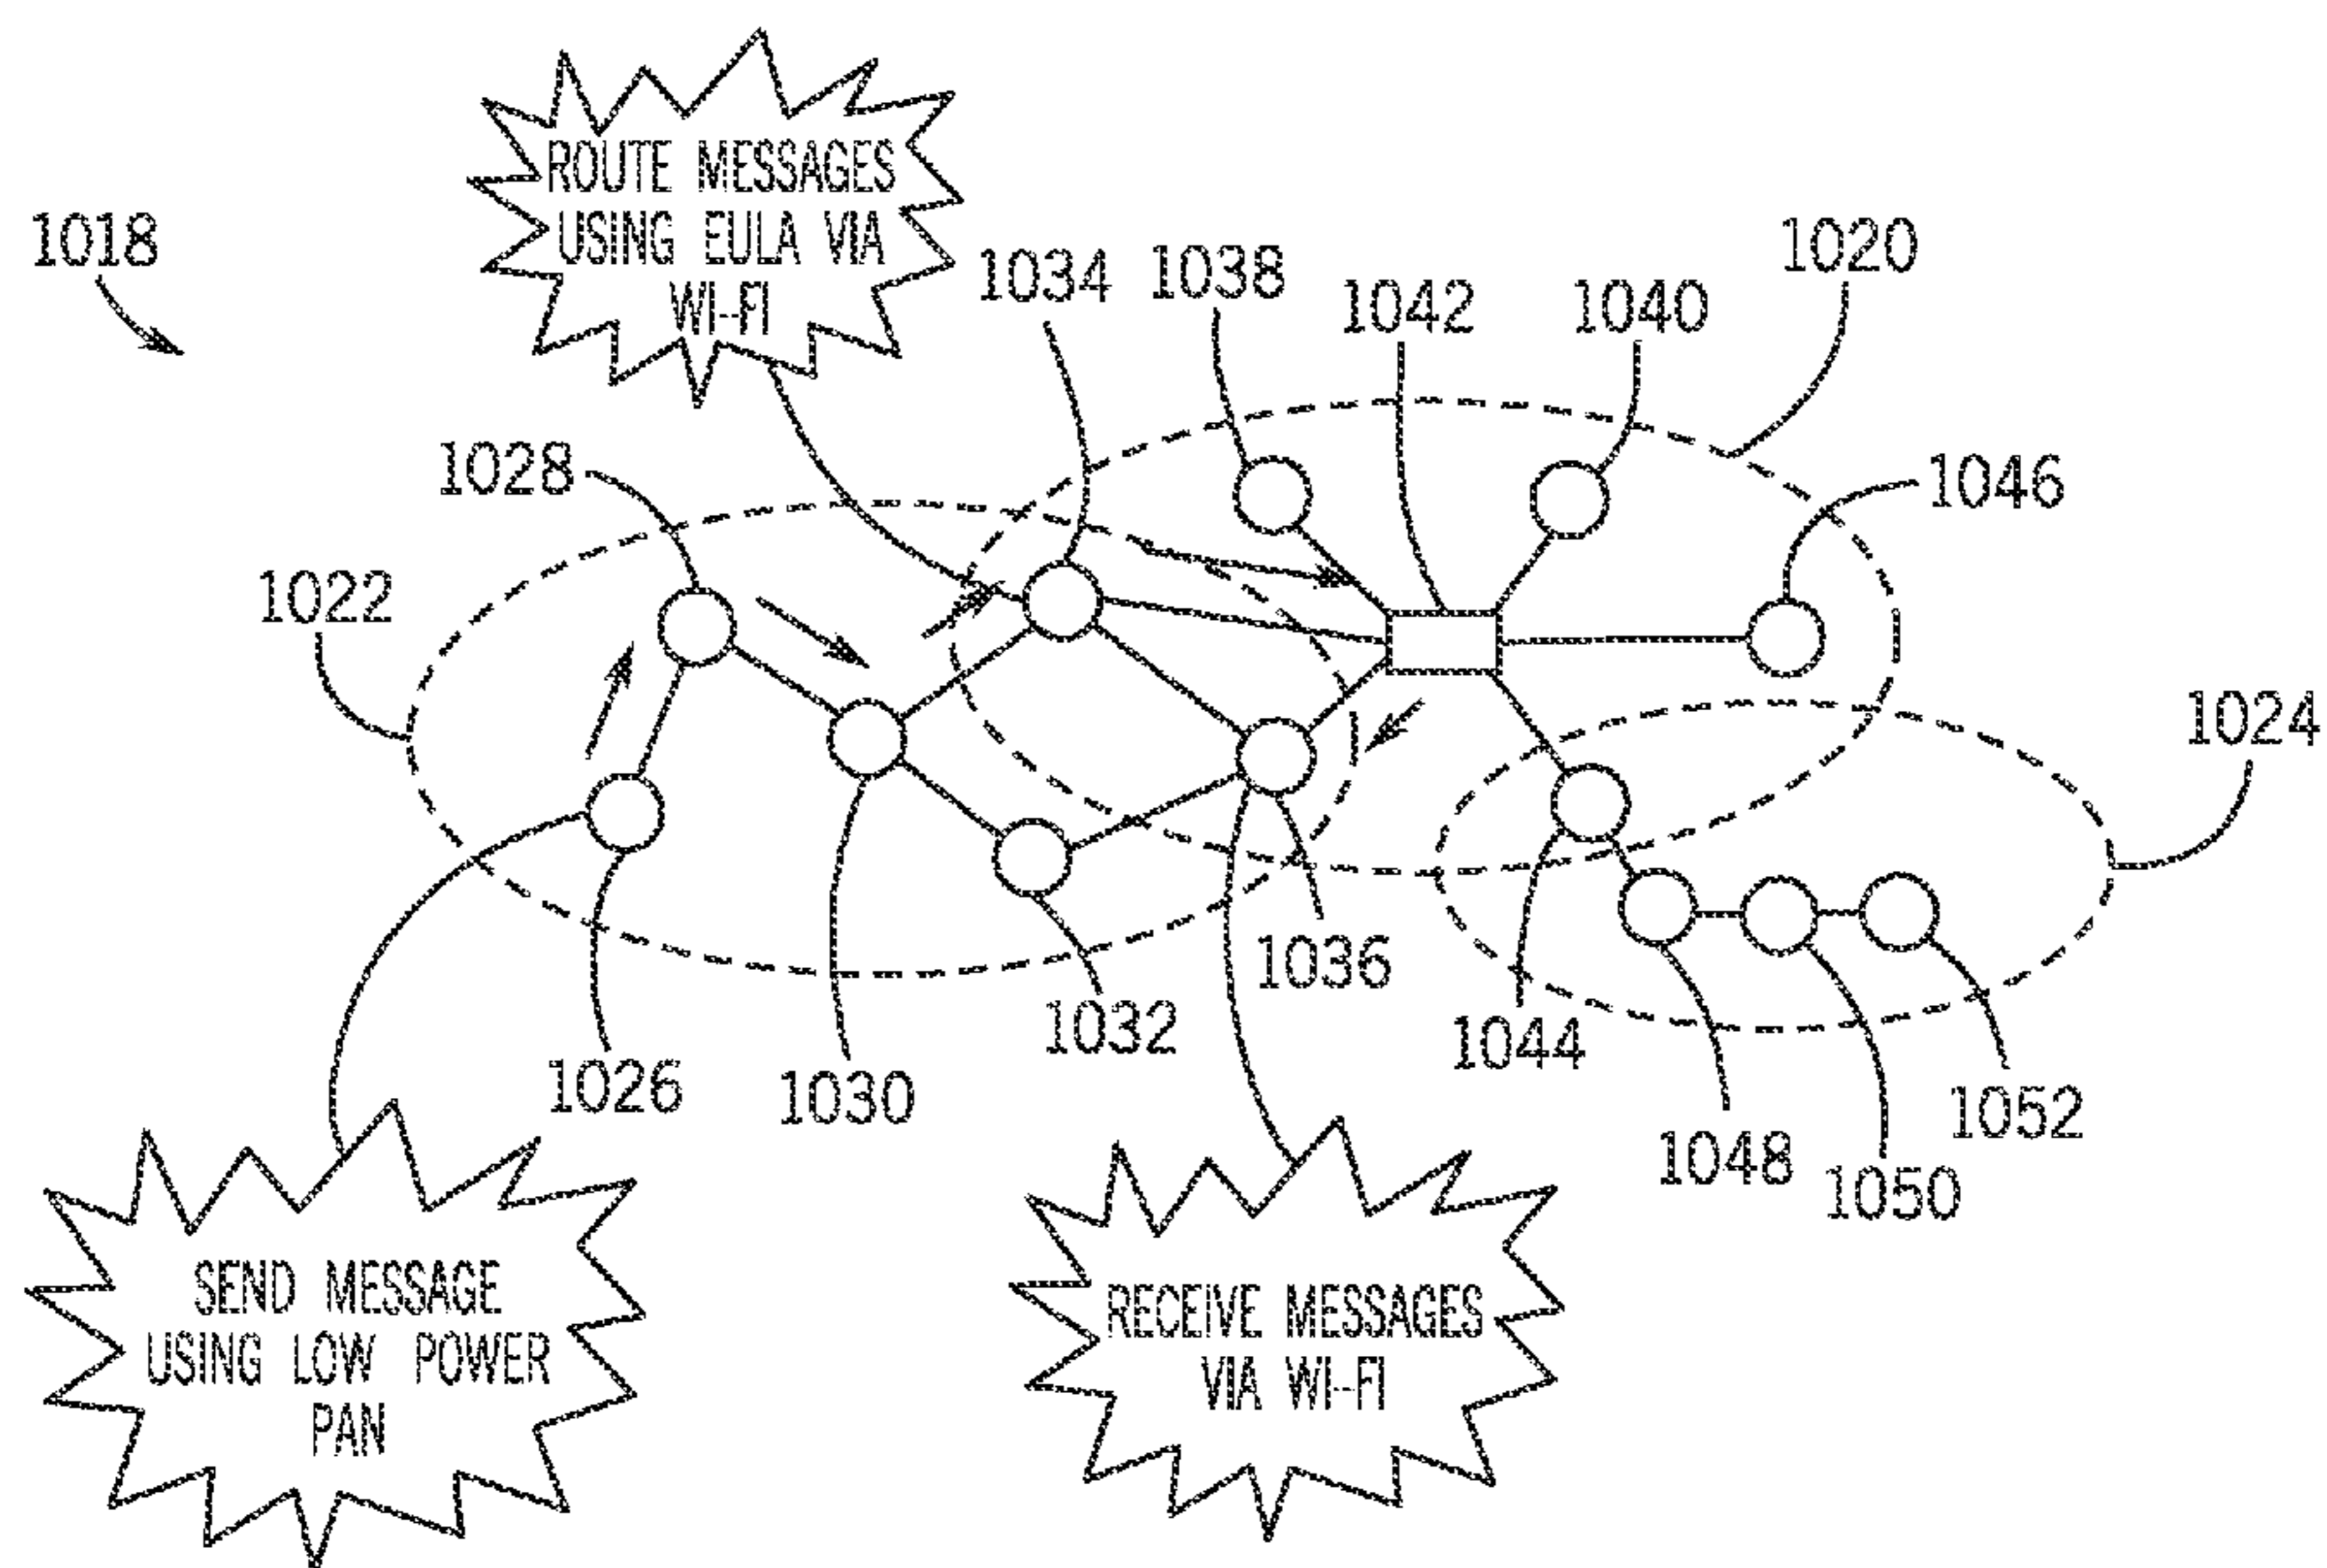 ROUTE MESSAGES
USING EULA VIA
WI-FI
1018
1034
1038
1042
1040
1020
1028
1046
1022
1024
1036
1032
1044
1026
1030
1052
1048
1050
SEND MESSAGE
USING LOW POWER
PAN
RECEIVE MESSAGES
VIA WI-FI